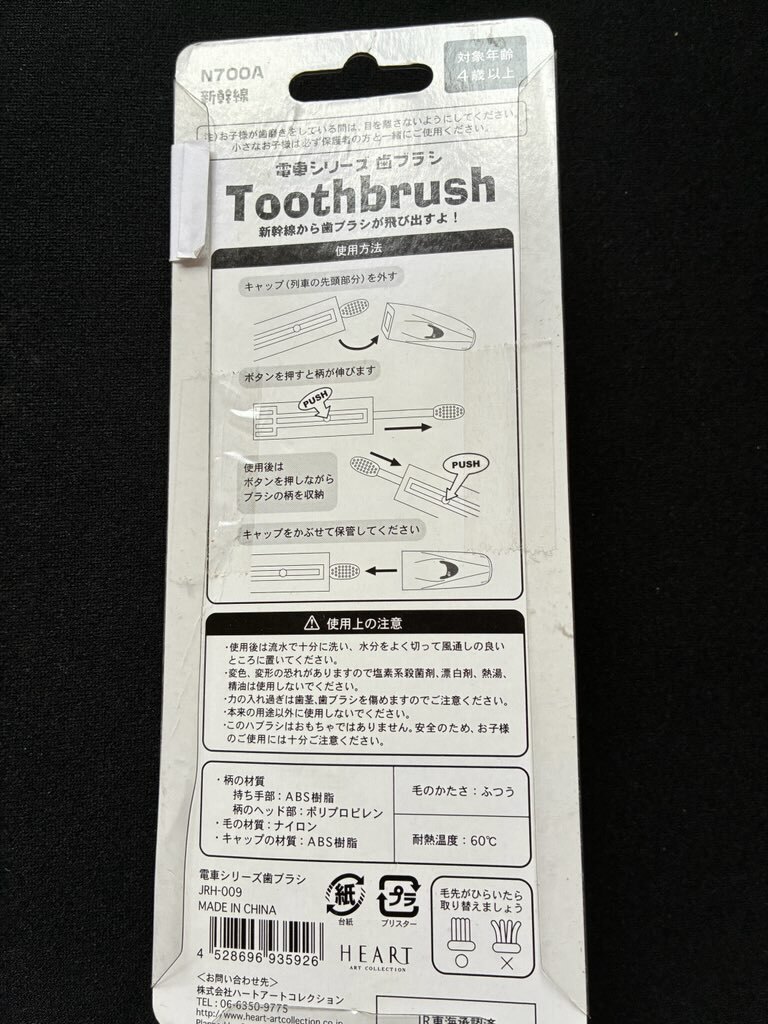 N700A
新幹線
対象年齢
4歳以上
注)お子様が歯磨きをしている間は、目を離さないようにしてください。
小さなお子様は必ず保護者の方と一緒にご使用ください。
電車シリーズ 歯ブラシ
Toothbrush
新幹線から歯ブラシが飛び出すよ!
使用方法
キャップ(列車の先頭部分)を外す
ボタンを押すと柄が伸びます
PUSH
使用後は
ボタンを押しながら
ブラシの柄を収納
PUSH
キャップをかぶせて保管してください
⚠ 使用上の注意
・使用後は流水で十分に洗い、水分をよく切って風通しの良い
ところに置いてください。
・変色、変形の恐れがありますので塩素系殺菌剤、漂白剤、熱湯、
精油は使用しないでください。
・力の入れ過ぎは歯茎、歯ブラシを傷めますのでご注意ください。
・本来の用途以外に使用しないでください。
・このハブラシはおもちゃではありません。安全のため、お子様
のご使用には十分ご注意ください。
・柄の材質
持ち手部:ABS樹脂
柄のヘッド部:ポリプロピレン
・毛の材質:ナイロン
・キャップの材質:ABS樹脂
毛のかたさ:ふつう
耐熱温度:60℃
電車シリーズ歯ブラシ
JRH-009
MADE IN CHINA
紙
台紙
プラ
ブリスター
毛先がひらいたら
取り替えましょう
○ ×
4 528696 935926
HEART
ART COLLECTION
<お問い合わせ先>
株式会社ハートアートコレクション
TEL:06-6350-9775
http://www.heart-artcollection.co.jp
JR東海承認済